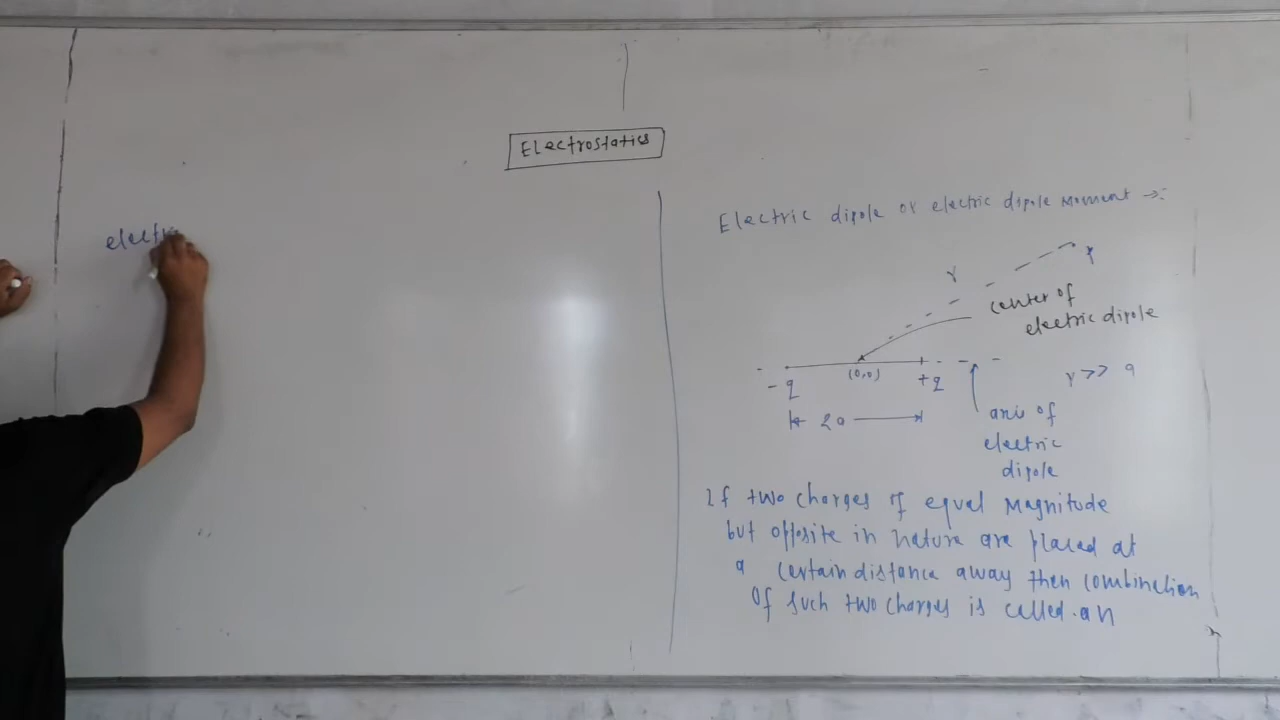 Electrostatics
electri
Electric dipole or electric dipole Moment →:
r
center of
electric dipole
(0,0)
- q
+ q
r >> a
2a
axis of
electric
dipole
If two charges of equal Magnitude
but opposite in nature are placed at
a certain distance away then combination
Of such two charges is called an